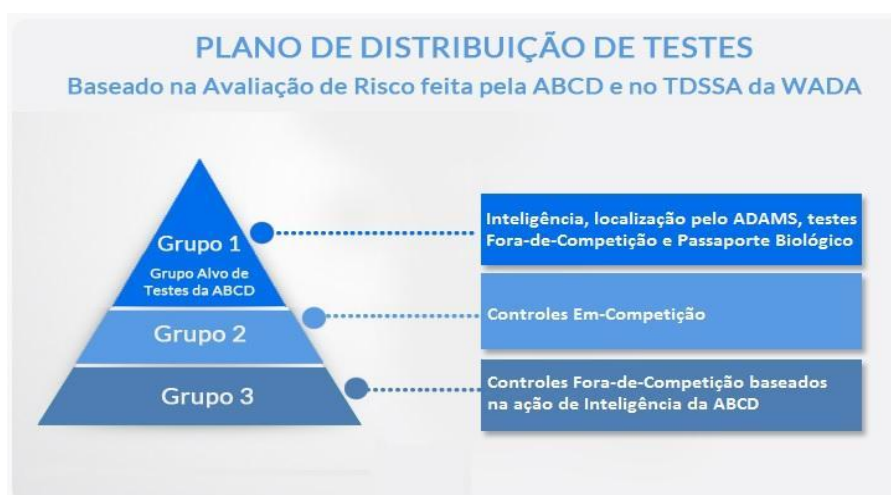 PLANO DE DISTRIBUIÇÃO DE TESTES
Baseado na Avaliação de Risco feita pela ABCD e no TDSSA da WADA
Grupo 1
Grupo Alvo de
Testes da ABCD
Inteligência, localização pelo ADAMS, testes
Fora-de-Competição e Passaporte Biológico
Grupo 2
Controles Em-Competição
Grupo 3
Controles Fora-de-Competição baseados
na ação de Inteligência da ABCD